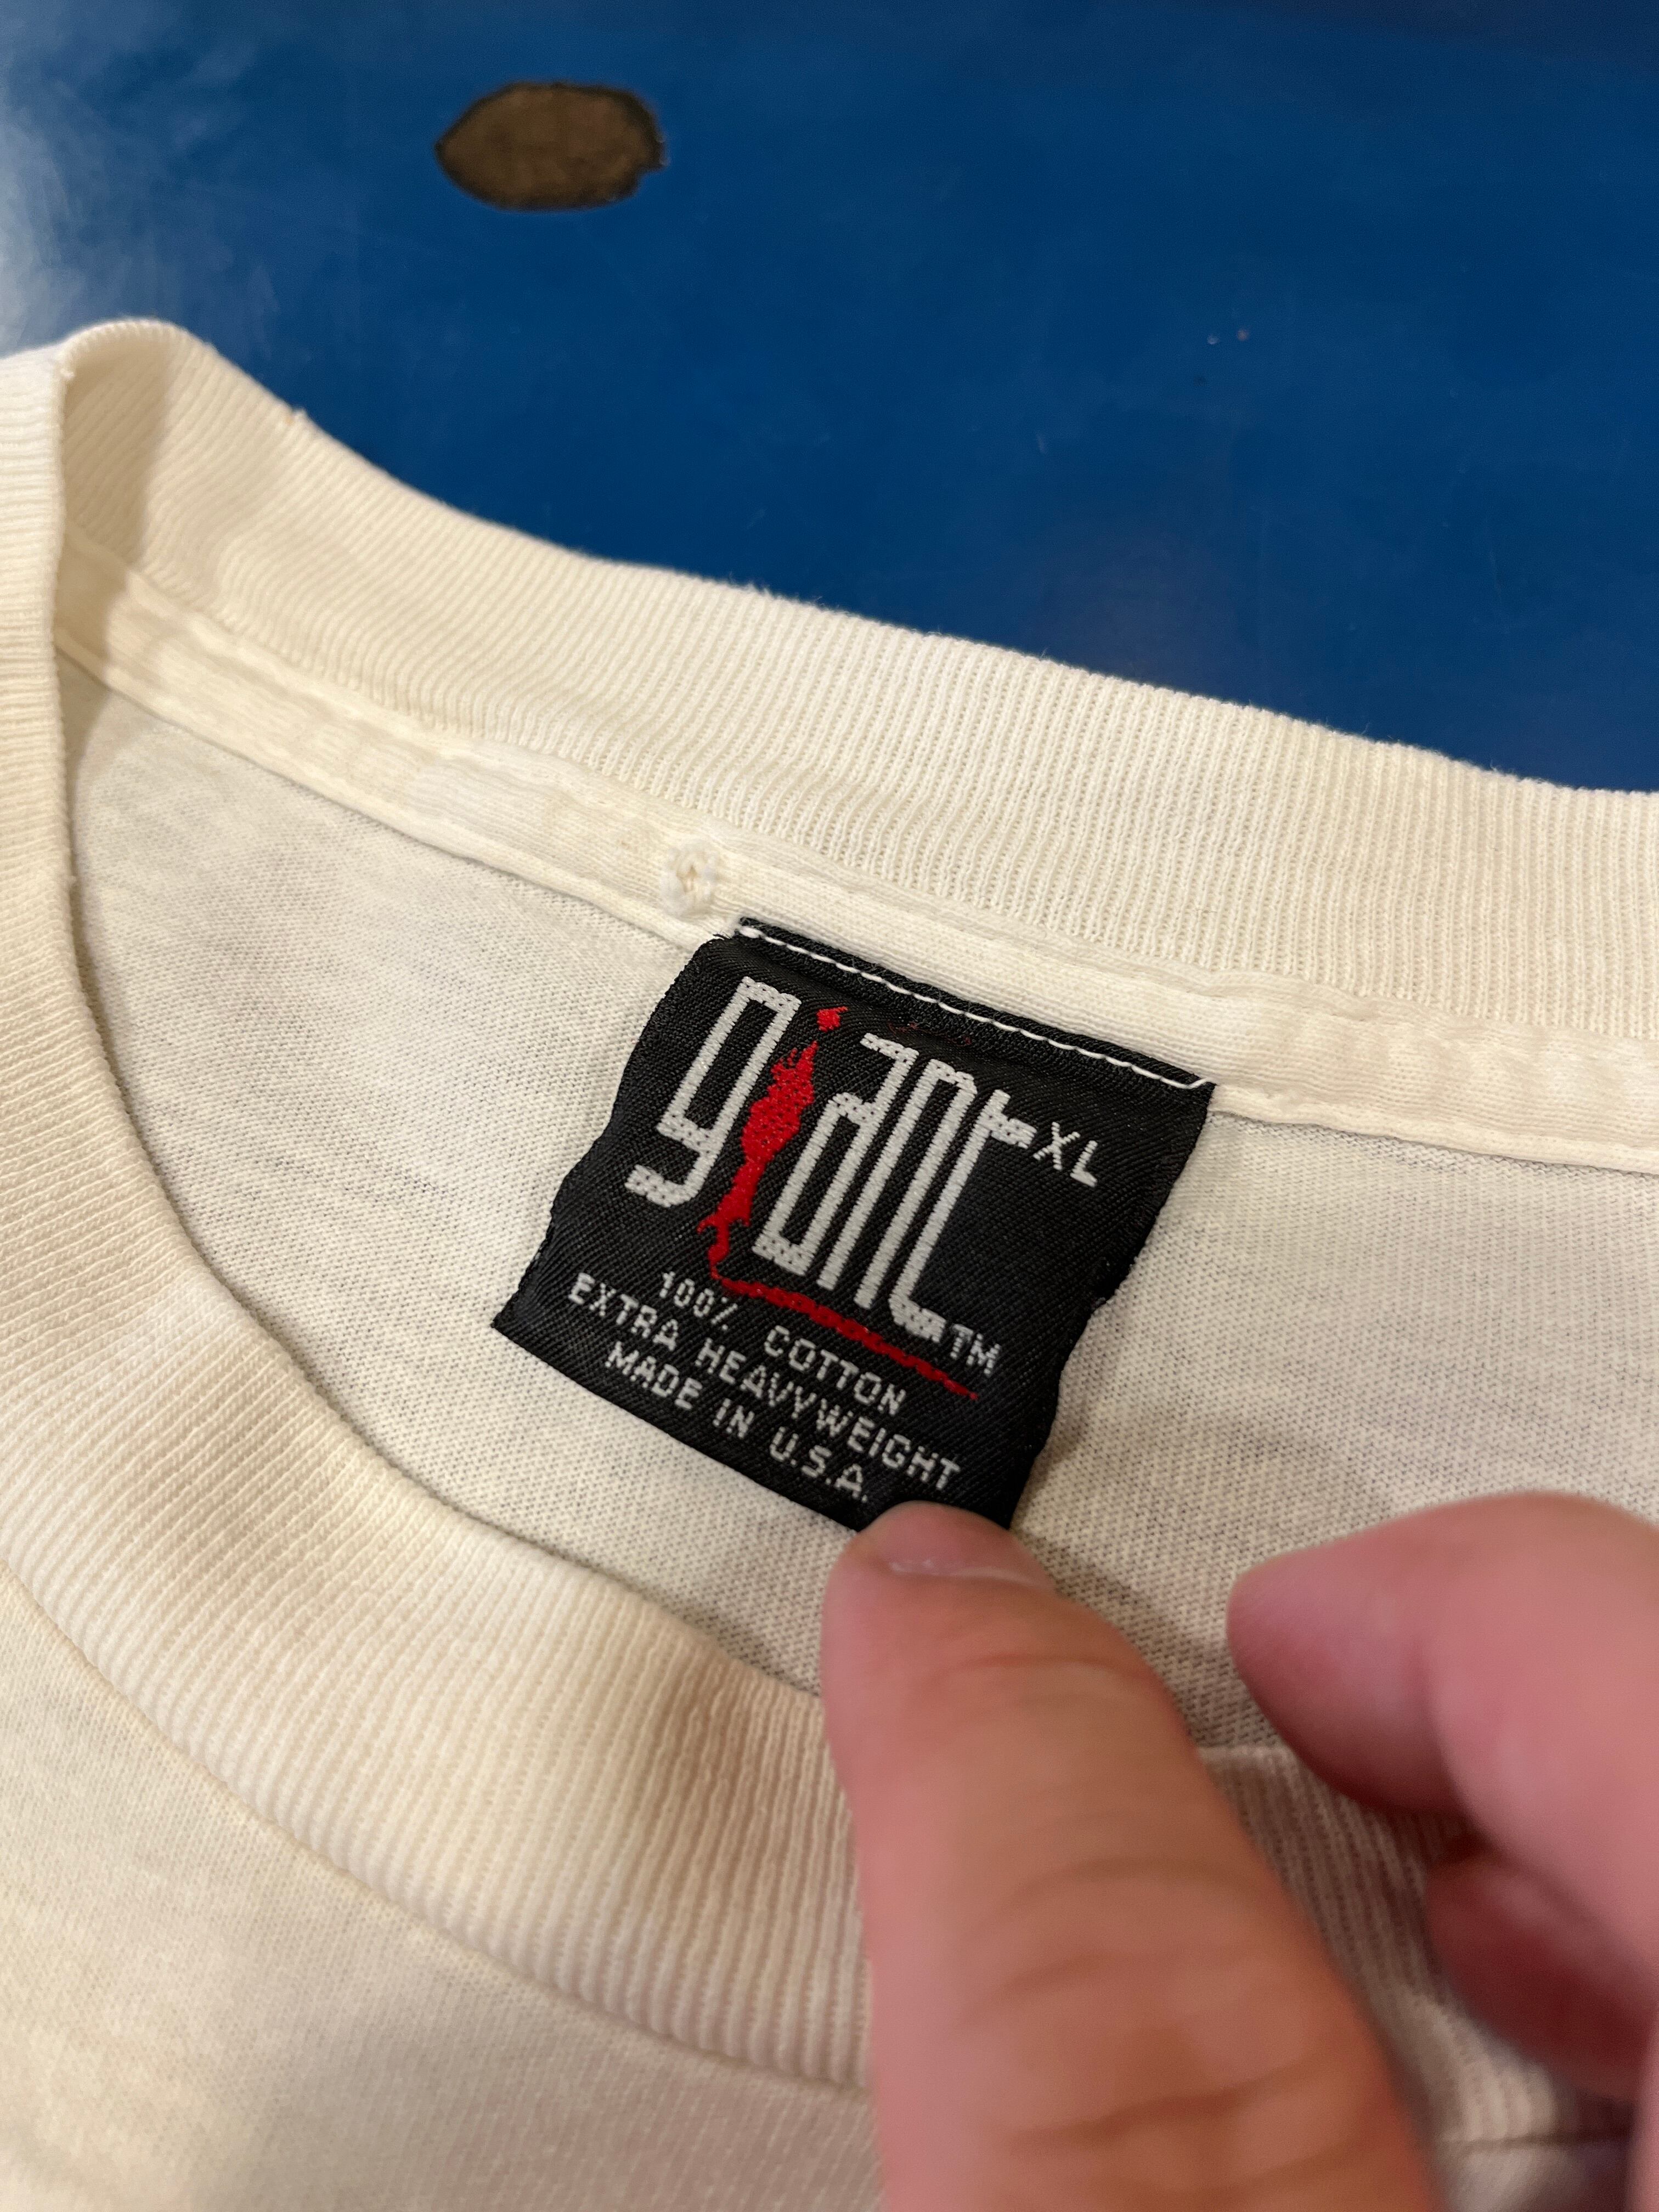 giant XL
TM
100% COTTON
EXTRA HEAVYWEIGHT
MADE IN U.S.A.